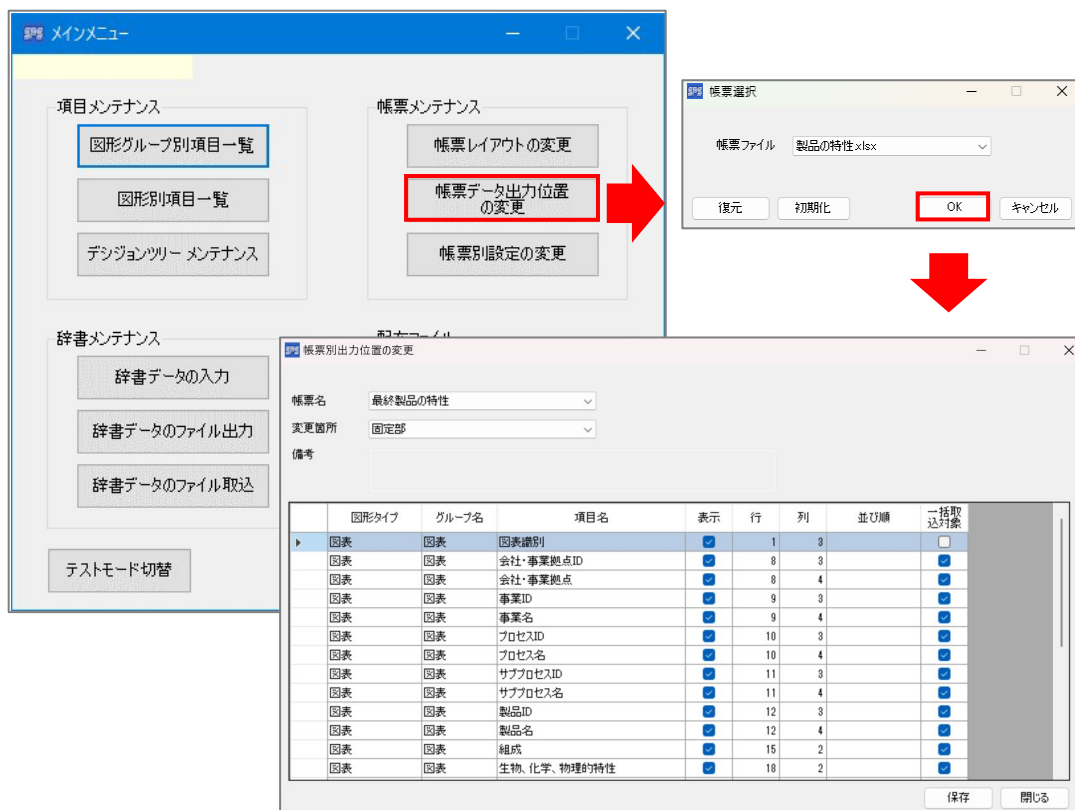 SPS メインメニュー
項目メンテナンス
図形グループ別項目一覧
図形別項目一覧
デシジョンツリー メンテナンス
帳票メンテナンス
帳票レイアウトの変更
帳票データ出力位置
の変更
帳票別設定の変更
辞書メンテナンス
辞書データの入力
辞書データのファイル出力
辞書データのファイル取込
テストモード切替
SPS 帳票選択
帳票ファイル 製品の特性.xlsx
復元 初期化 OK キャンセル
SPS 帳票別出力位置の変更
帳票名 最終製品の特性
変更箇所 固定部
備考
図形タイプ グループ名 項目名 表示 行 列 並び順 一括取
込対象
図表 図表 図表識別 1 3
図表 図表 会社・事業拠点ID 8 3
図表 図表 会社・事業拠点 8 4
図表 図表 事業ID 9 3
図表 図表 事業名 9 4
図表 図表 プロセスID 10 3
図表 図表 プロセス名 10 4
図表 図表 サブプロセスID 11 3
図表 図表 サブプロセス名 11 4
図表 図表 製品ID 12 3
図表 図表 製品名 12 4
図表 図表 組成 15 2
図表 図表 生物、化学、物理的特性 18 2
保存 閉じる